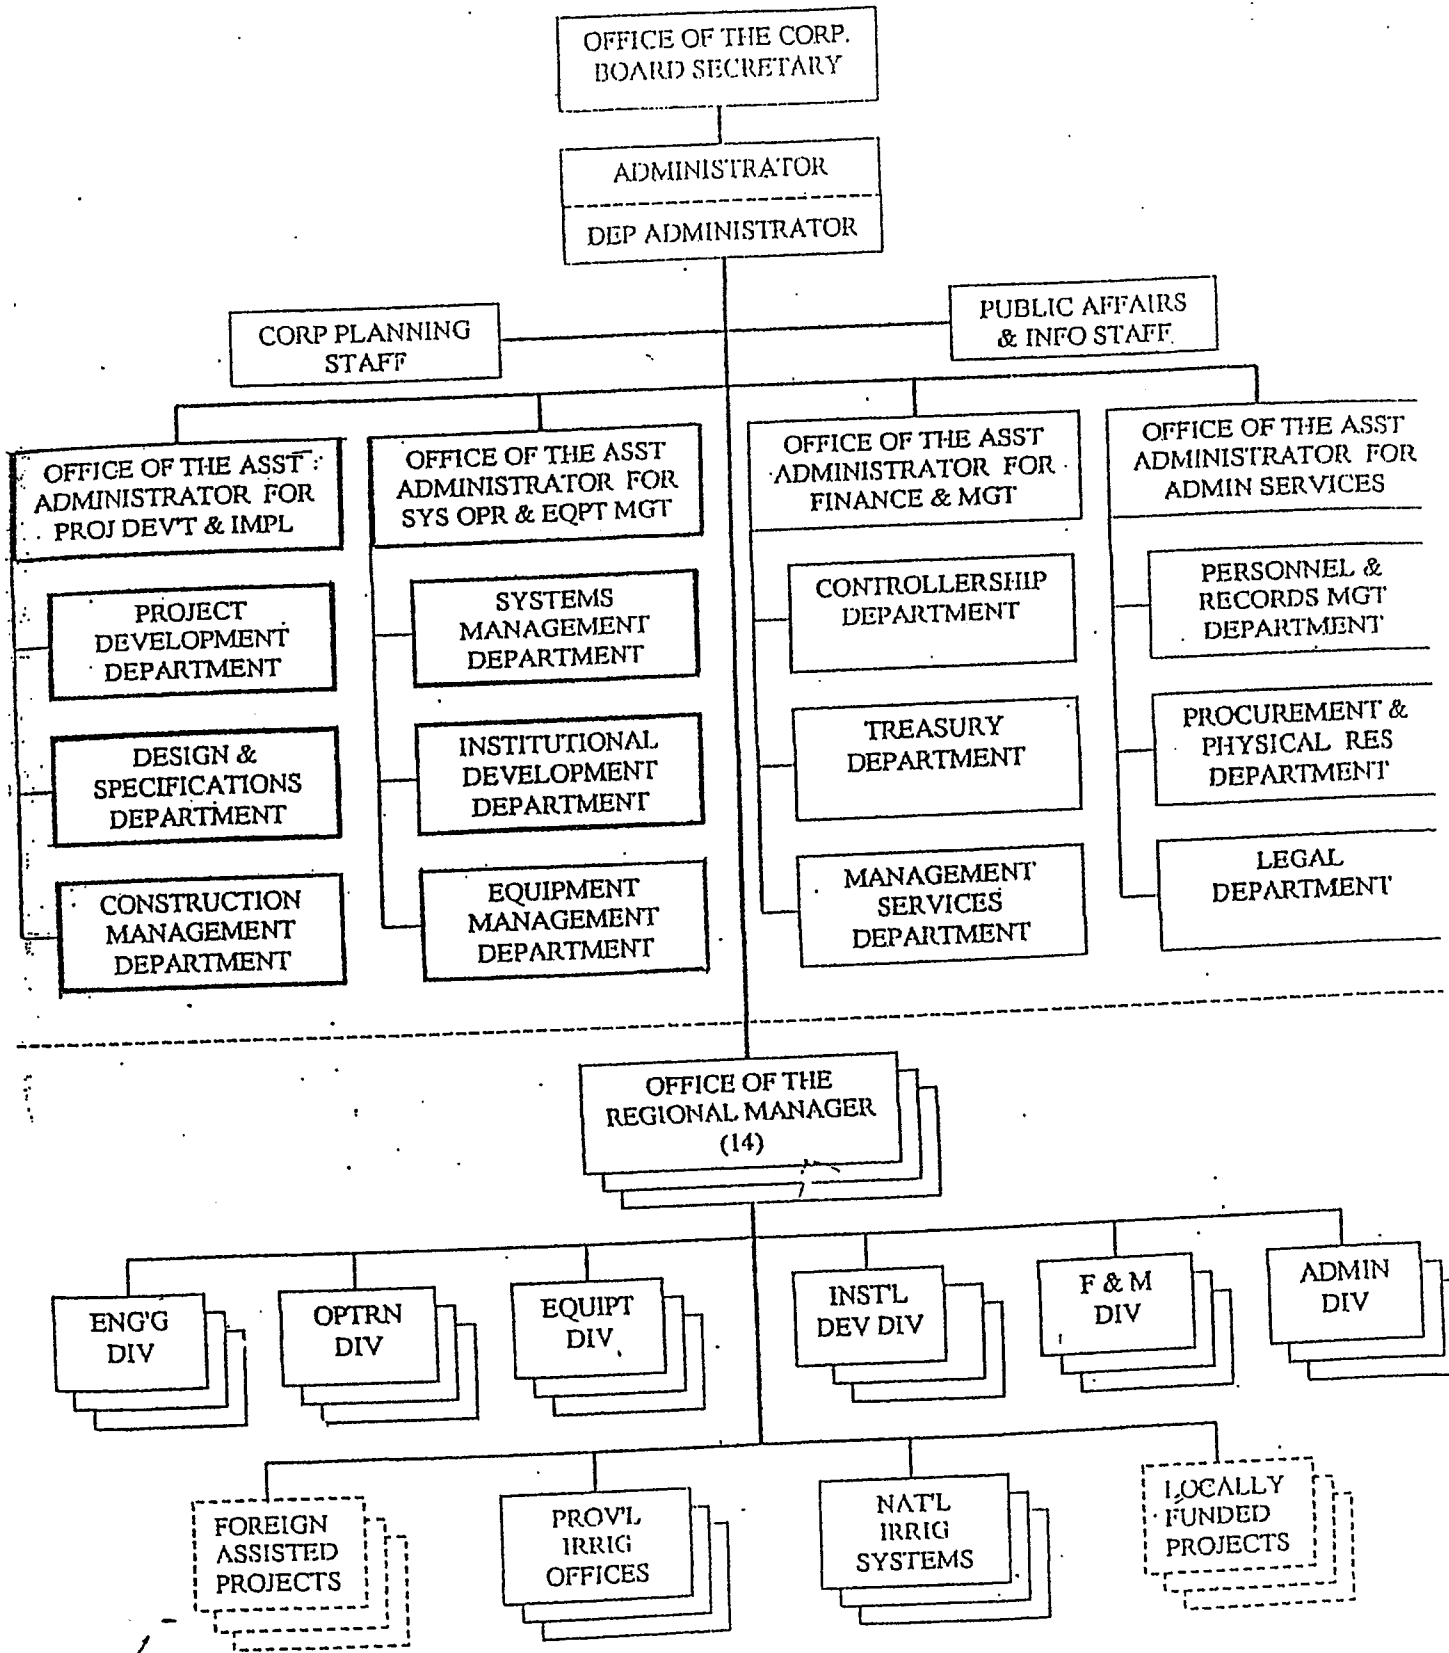 OFFICE OF THE CORP.
BOARD SECRETARY
ADMINISTRATOR
DEP ADMINISTRATOR
CORP PLANNING
STAFF
PUBLIC AFFAIRS
& INFO STAFF
OFFICE OF THE ASST
ADMINISTRATOR FOR
PROJ DEV'T & IMPL
OFFICE OF THE ASST
ADMINISTRATOR FOR
SYS OPR & EQPT MGT
OFFICE OF THE ASST
ADMINISTRATOR FOR
FINANCE & MGT
OFFICE OF THE ASST
ADMINISTRATOR FOR
ADMIN SERVICES
PROJECT
DEVELOPMENT
DEPARTMENT
SYSTEMS
MANAGEMENT
DEPARTMENT
CONTROLLERSHIP
DEPARTMENT
PERSONNEL &
RECORDS MGT
DEPARTMENT
DESIGN &
SPECIFICATIONS
DEPARTMENT
INSTITUTIONAL
DEVELOPMENT
DEPARTMENT
TREASURY
DEPARTMENT
PROCUREMENT &
PHYSICAL RES
DEPARTMENT
CONSTRUCTION
MANAGEMENT
DEPARTMENT
EQUIPMENT
MANAGEMENT
DEPARTMENT
MANAGEMENT
SERVICES
DEPARTMENT
LEGAL
DEPARTMENT
OFFICE OF THE
REGIONAL MANAGER
(14)
ENG'G
DIV
OPTRN
DIV
EQUIPT
DIV
INST'L
DEV DIV
F & M
DIV
ADMIN
DIV
FOREIGN
ASSISTED
PROJECTS
PROV'L
IRRIG
OFFICES
NAT'L
IRRIG
SYSTEMS
LOCALLY
FUNDED
PROJECTS